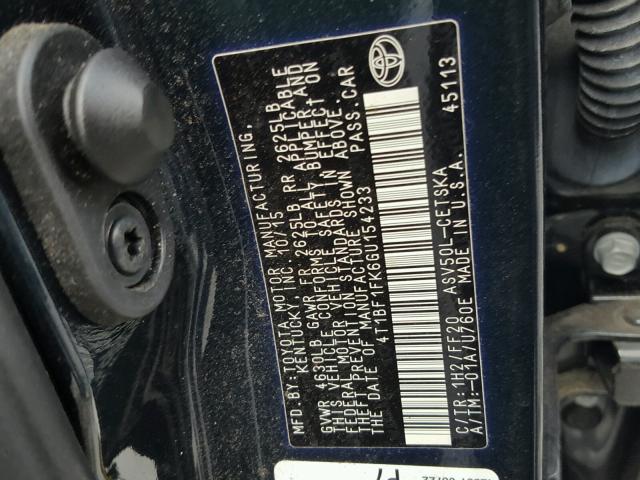 MFD.BY:TOYOTA MOTOR MANUFACTURING,
KENTUCKY, INC. 10/15
GVWR 4630LB GAWR FR 2625LB RR 2625LB
THIS VEHICLE CONFORMS TO ALL APPLICABLE
FEDERAL MOTOR VEHICLE SAFETY, BUMPER, AND
THEFT PREVENTION STANDARDS IN EFFECT ON
THE DATE OF MANUFACTURE SHOWN ABOVE.
4T1BF1FK6GU154233 PASS.CAR
C/TR:1H2/FF20 ASV50L-CETSKA
A/TM:-01A/U760E MADE IN U.S.A. 45113